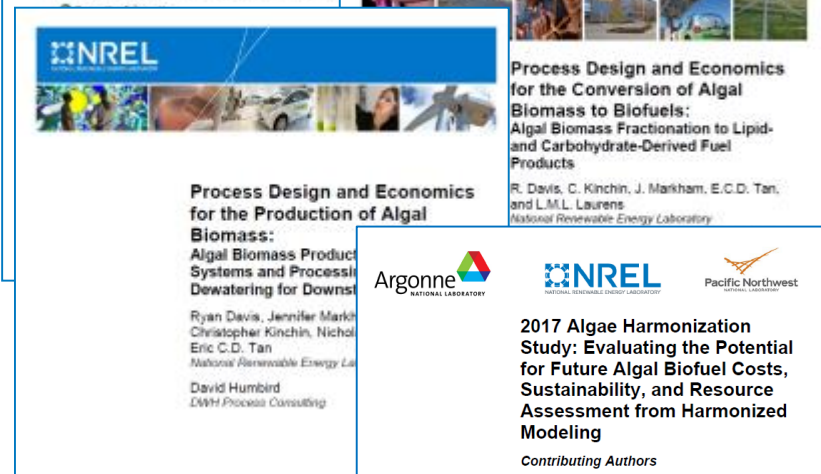 NREL
NATIONAL RENEWABLE ENERGY LABORATORY
Process Design and Economics
for the Production of Algal
Biomass:
Algal Biomass Product
Systems and Processi
Dewatering for Downst
Ryan Davis, Jennifer Markh
Christopher Kinchin, Nichol
Eric C.D. Tan
National Renewable Energy La
David Humbird
DWH Process Consulting
Process Design and Economics
for the Conversion of Algal
Biomass to Biofuels:
Algal Biomass Fractionation to Lipid-
and Carbohydrate-Derived Fuel
Products
R. Davis, C. Kinchin, J. Markham, E.C.D. Tan,
and L.M.L. Laurens
National Renewable Energy Laboratory
Argonne
NATIONAL LABORATORY
NREL
NATIONAL RENEWABLE ENERGY LABORATORY
Pacific Northwest
NATIONAL LABORATORY
2017 Algae Harmonization
Study: Evaluating the Potential
for Future Algal Biofuel Costs,
Sustainability, and Resource
Assessment from Harmonized
Modeling
Contributing Authors